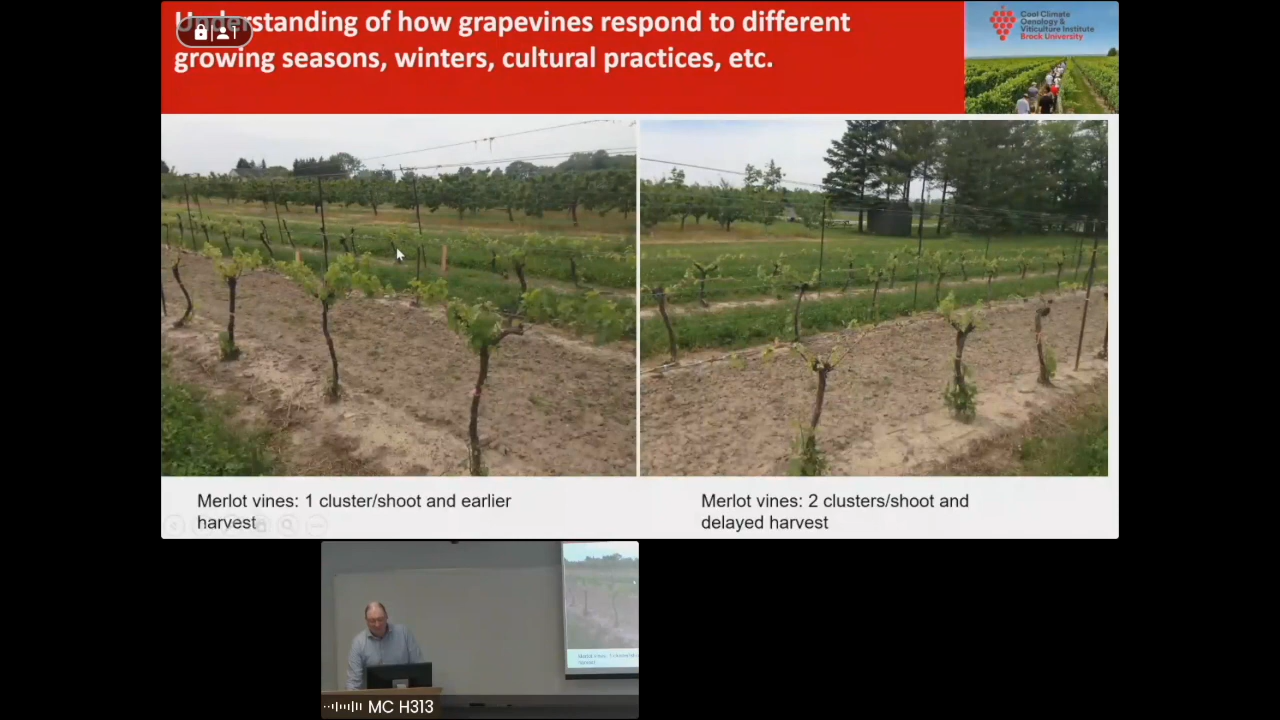 Understanding of how grapevines respond to different
growing seasons, winters, cultural practices, etc.
1
Cool Climate
Oenology &
Viticulture Institute
Brock University
Merlot vines: 1 cluster/shoot and earlier
harvest
Merlot vines: 2 clusters/shoot and
delayed harvest
MC H313